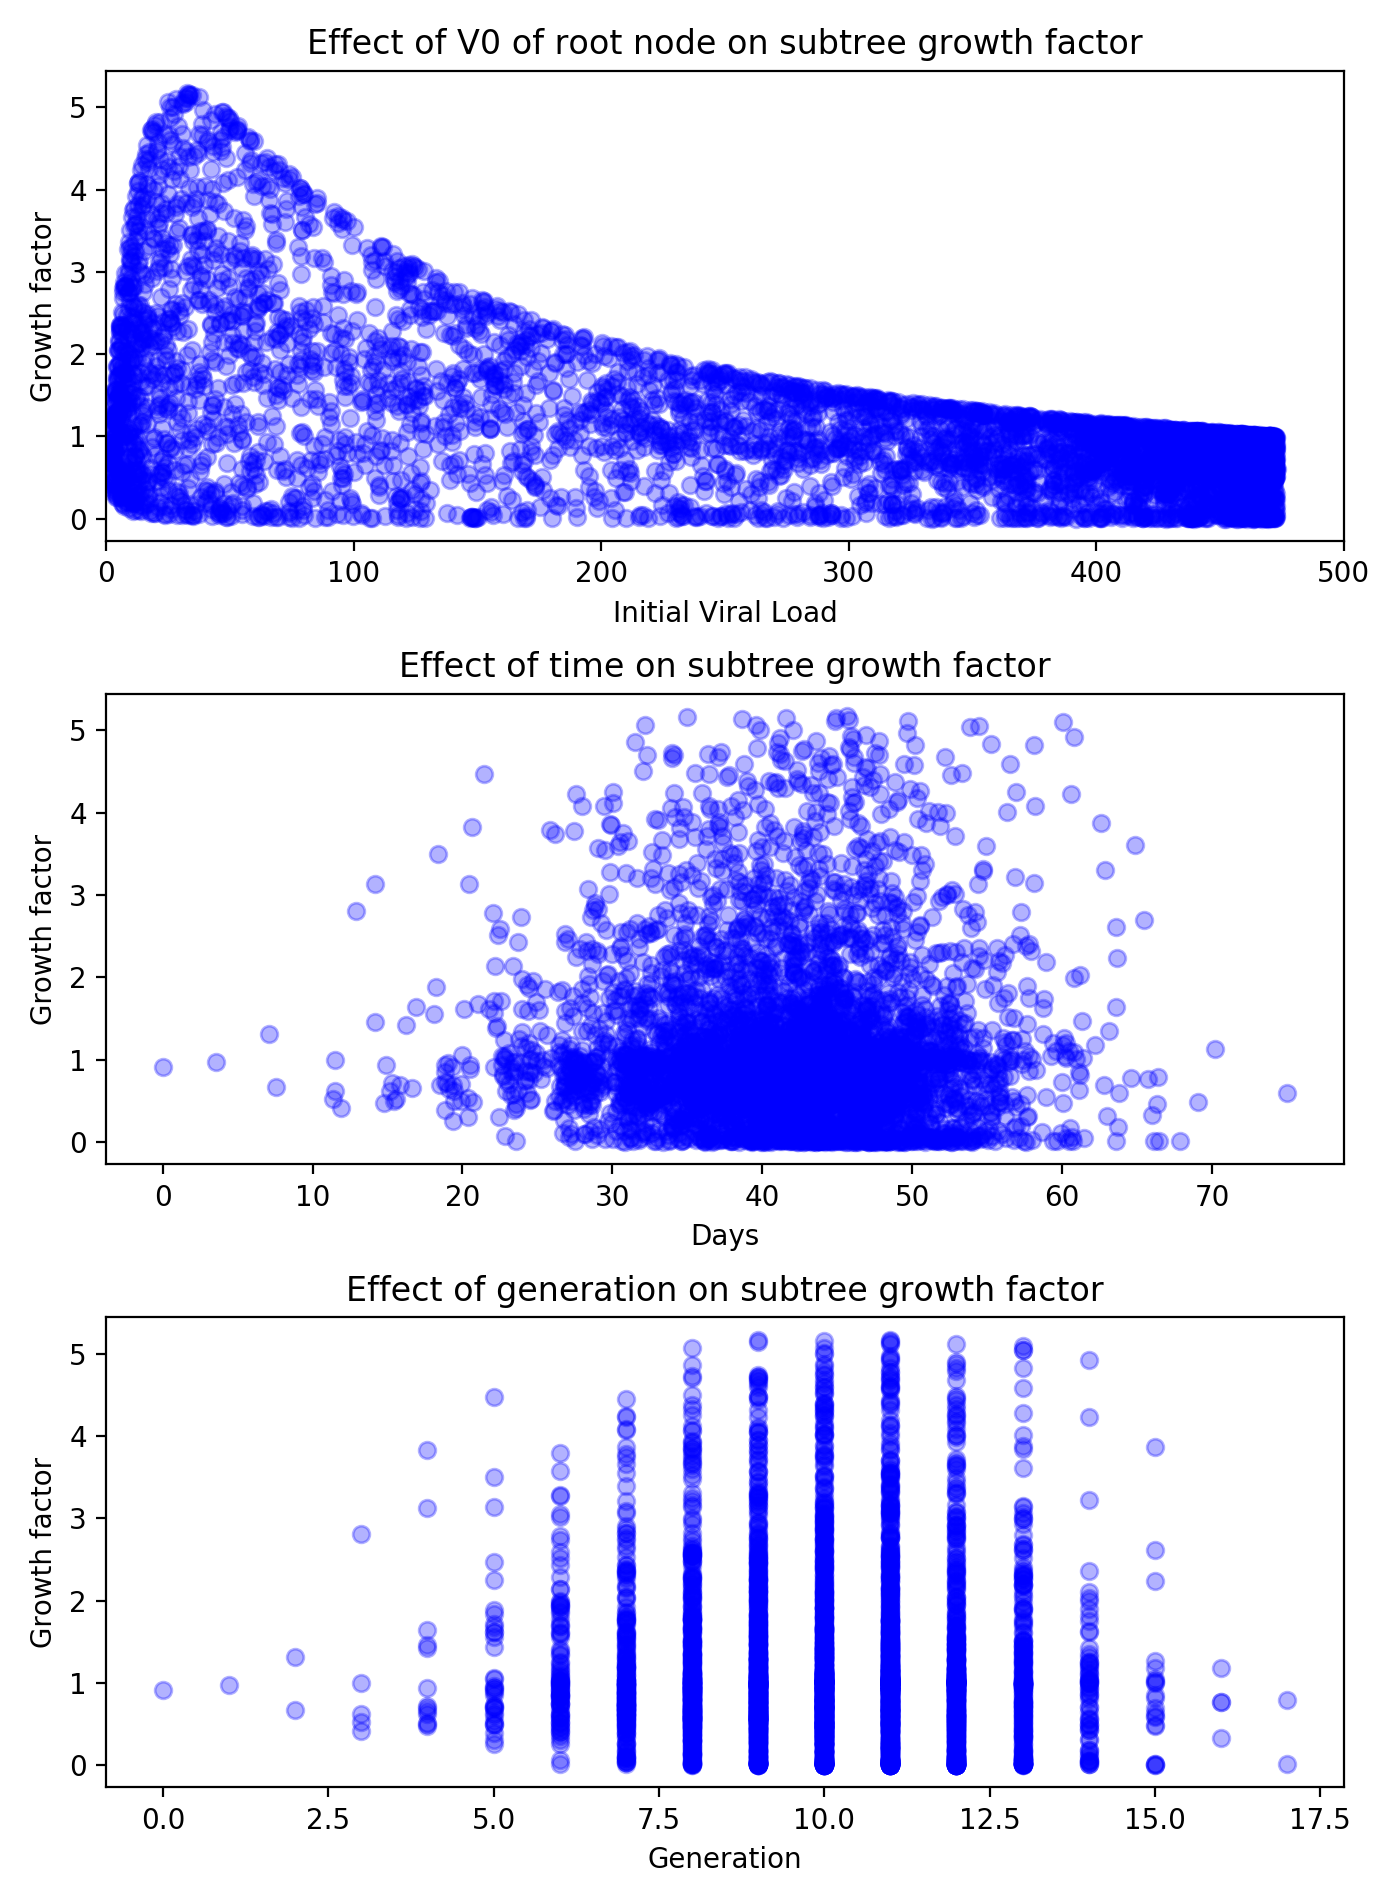 Effect of V0 of root node on subtree growth factor
Growth factor
5
4
3
2
1
0
0 100 200 300 400 500
Initial Viral Load
Effect of time on subtree growth factor
Growth factor
5
4
3
2
1
0
0 10 20 30 40 50 60 70
Days
Effect of generation on subtree growth factor
Growth factor
5
4
3
2
1
0
0.0 2.5 5.0 7.5 10.0 12.5 15.0 17.5
Generation